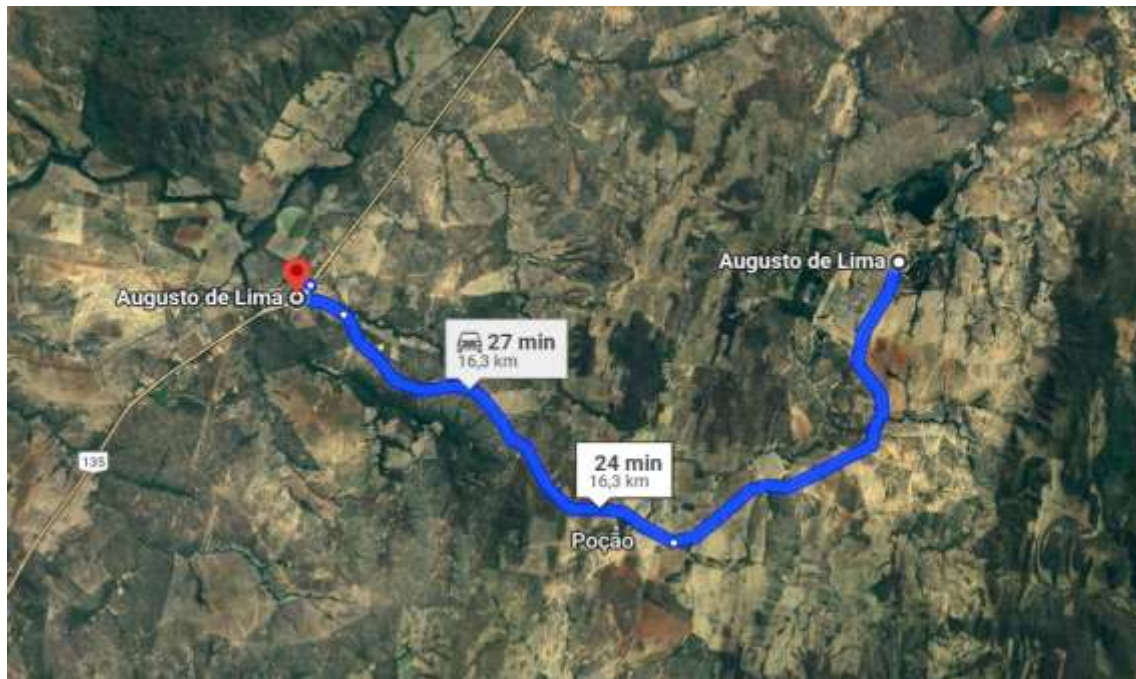 Augusto de Lima
Augusto de Lima
27 min
16,3 km
24 min
16,3 km
135
Poção